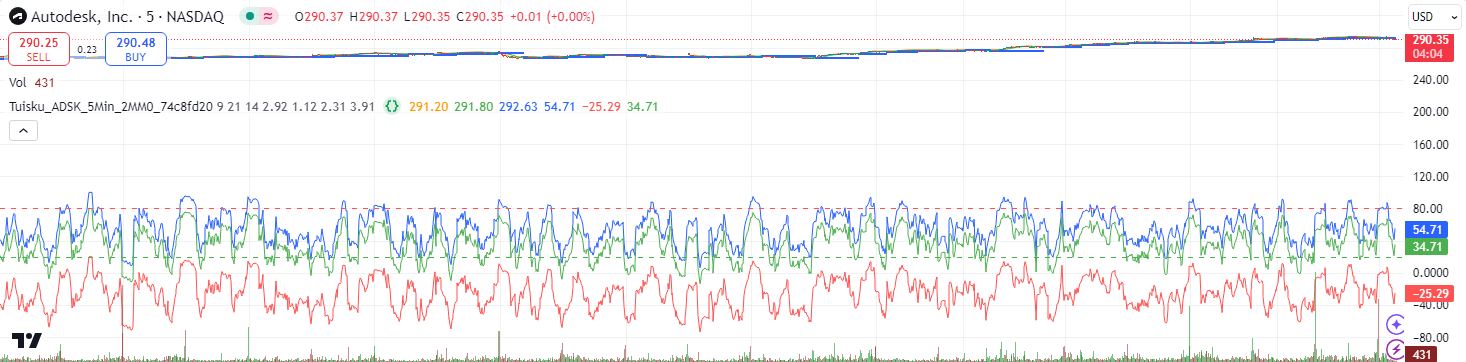 Autodesk, Inc. · 5 · NASDAQ ≈ O290.37 H290.37 L290.35 C290.35 +0.01 (+0.00%)
USD
290.25 SELL
0.23
290.48 BUY
290.35
04:04
Vol 431
240.00
Tuisku_ADSK_5Min_2MM0_74c8fd20 9 21 14 2.92 1.12 2.31 3.91 {} 291.20 291.80 292.63 54.71 −25.29 34.71
200.00
160.00
120.00
80.00
54.71
34.71
0.0000
−25.29
−40.00
−80.00
431